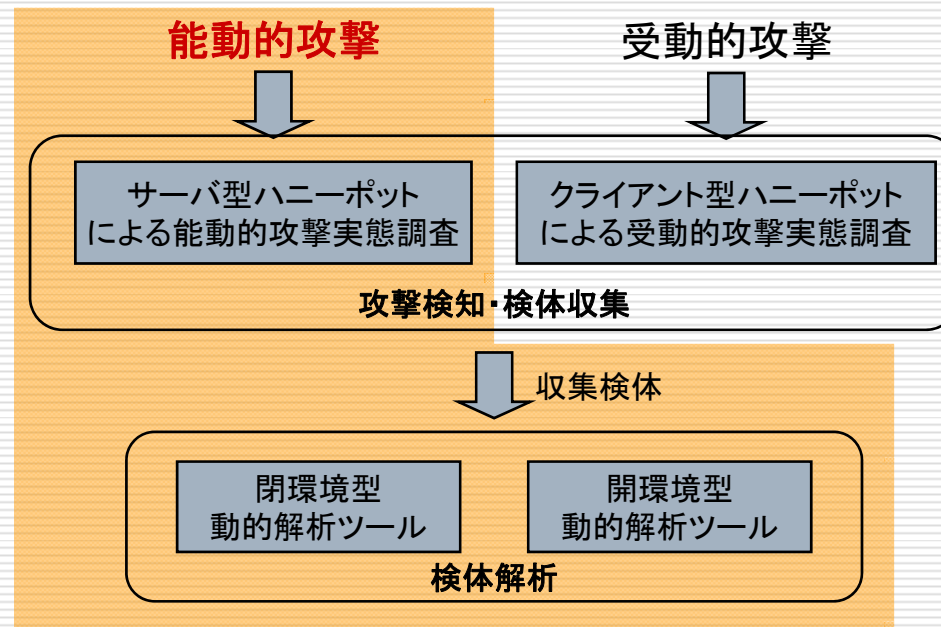 能動的攻撃
受動的攻撃
サーバ型ハニーポット
による能動的攻撃実態調査
クライアント型ハニーポット
による受動的攻撃実態調査
攻撃検知・検体収集
収集検体
閉環境型
動的解析ツール
開環境型
動的解析ツール
検体解析